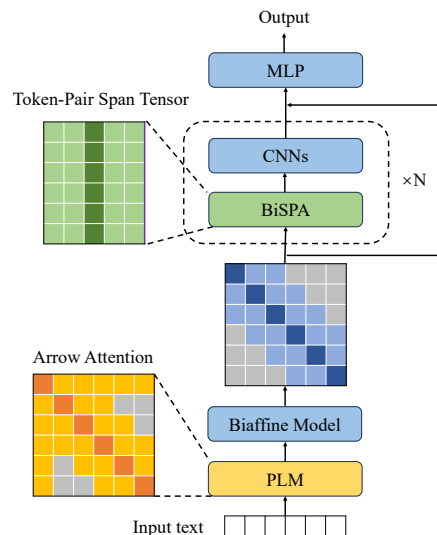 Output
MLP
Token-Pair Span Tensor
CNNs
×N
BiSPA
Arrow Attention
Biaffine Model
PLM
Input text